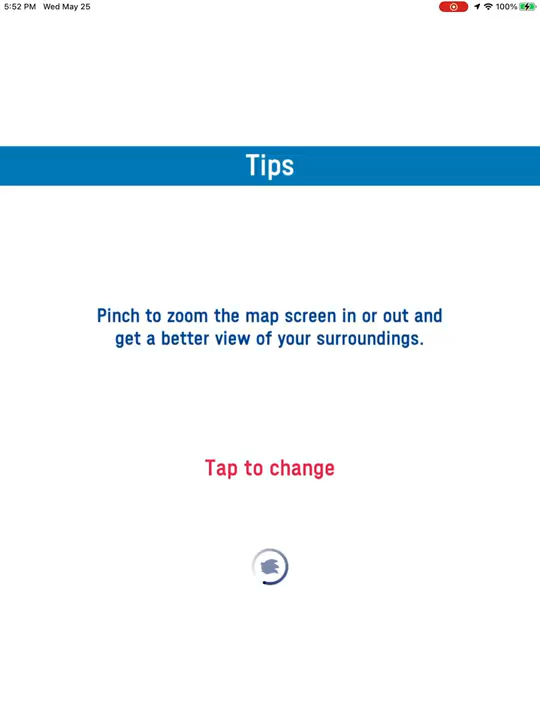 5:52 PM Wed May 25 100%
Tips
Pinch to zoom the map screen in or out and
get a better view of your surroundings.
Tap to change